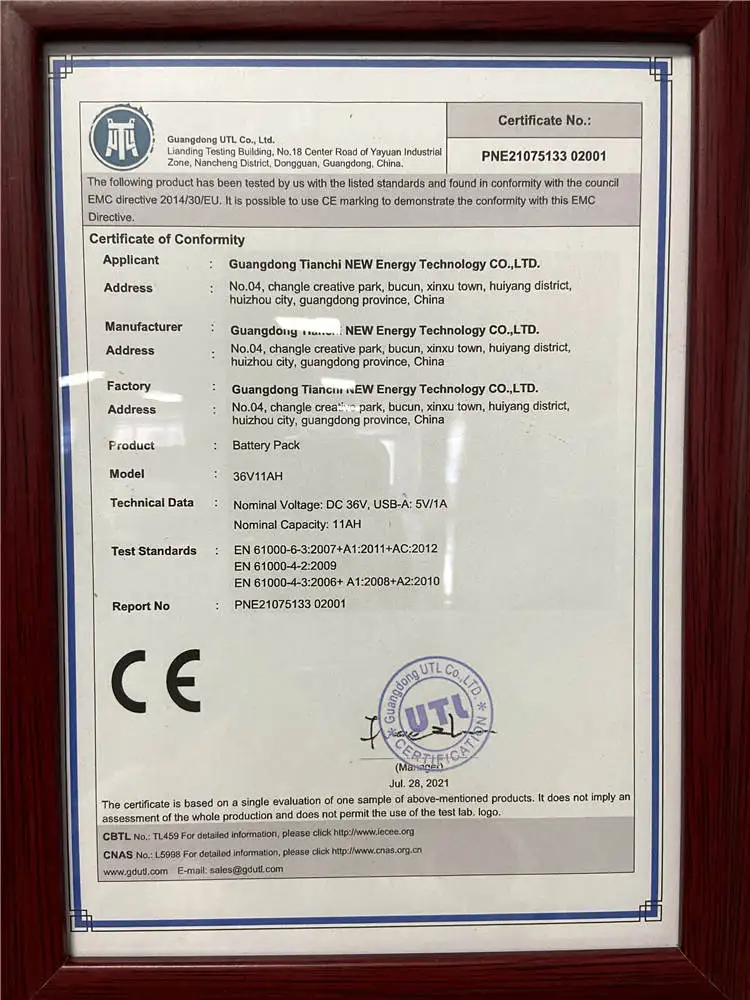 Guangdong UTL Co., Ltd.
Lianding Testing Building, No.18 Center Road of Yayuan Industrial
Zone, Nancheng District, Dongguan, Guangdong, China.
Certificate No.:
PNE21075133 02001
The following product has been tested by us with the listed standards and found in conformity with the council
EMC directive 2014/30/EU. It is possible to use CE marking to demonstrate the conformity with this EMC
Directive.
Certificate of Conformity
Applicant : Guangdong Tianchi NEW Energy Technology CO.,LTD.
Address : No.04, changle creative park, bucun, xinxu town, huiyang district,
huizhou city, guangdong province, China
Manufacturer : Guangdong NEW Energy Technology CO.,LTD.
Address : No.04, changle creative park, bucun, xinxu town, huiyang district,
huizhou city, guangdong province, China
Factory : Guangdong Tianchi NEW Energy Technology CO.,LTD.
Address : No.04, changle creative park, bucun, xinxu town, huiyang district,
huizhou city, guangdong province, China
Product : Battery Pack
Model : 36V11AH
Technical Data : Nominal Voltage: DC 36V, USB-A: 5V/1A
Nominal Capacity: 11AH
Test Standards : EN 61000-6-3:2007+A1:2011+AC:2012
EN 61000-4-2:2009
EN 61000-4-3:2006+ A1:2008+A2:2010
Report No : PNE21075133 02001
CE
Guangdong UTL Co.,LTD.
UTL
CERTIFICATION
(Manager)
Jul. 28, 2021
The certificate is based on a single evaluation of one sample of above-mentioned products. It does not imply an
assessment of the whole production and does not permit the use of the test lab. logo.
CBTL No.: TL459 For detailed information, please click http://www.iecee.org
CNAS No.: L5998 For detailed information, please click http://www.cnas.org.cn
www.gdutl.com E-mail: sales@gdutl.com